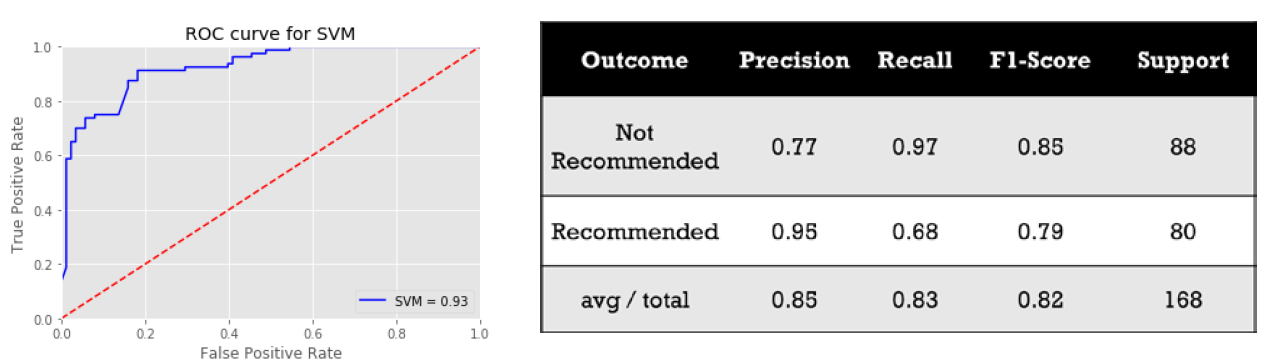 ROC curve for SVM
1.0
0.8
0.6
0.4
0.2
0.0
True Positive Rate
0.0 0.2 0.4 0.6 0.8 1.0
False Positive Rate
SVM = 0.93
Outcome Precision Recall F1-Score Support
Not
Recommended 0.77 0.97 0.85 88
Recommended 0.95 0.68 0.79 80
avg / total 0.85 0.83 0.82 168